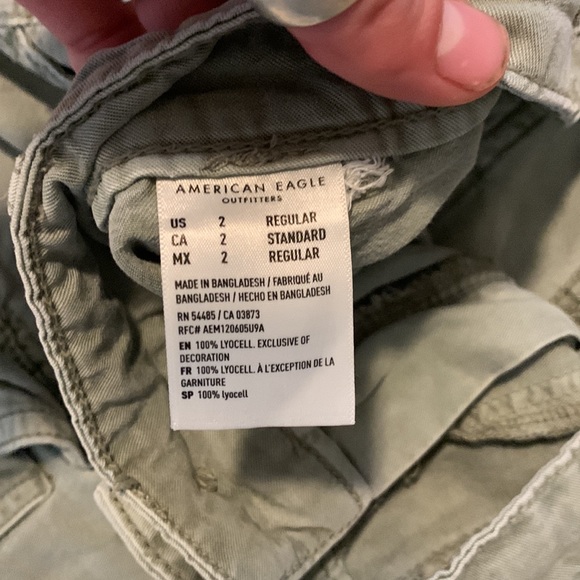 AMERICAN EAGLE
OUTFITTERS
US 2 REGULAR
CA 2 STANDARD
MX 2 REGULAR
MADE IN BANGLADESH / FABRIQUÉ AU
BANGLADESH / HECHO EN BANGLADESH
RN 54485 / CA 03873
RFC# AEM120605U9A
EN 100% LYOCELL. EXCLUSIVE OF
DECORATION
FR 100% LYOCELL. À L'EXCEPTION DE LA
GARNITURE
SP 100% lyocell